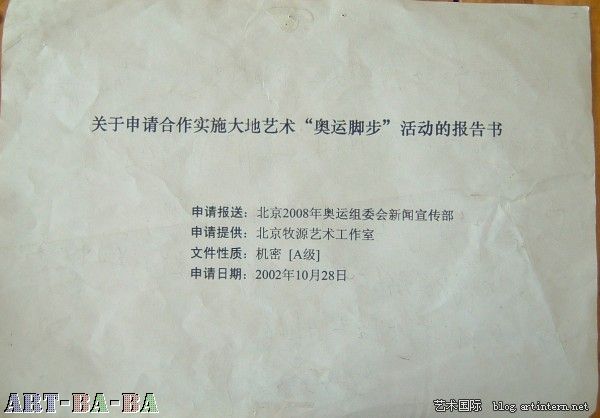 关于申请合作实施大地艺术“奥运脚步”活动的报告书
申请报送：北京2008年奥运组委会新闻宣传部
申请提供：北京牧源艺术工作室
文件性质：机密 [A级]
申请日期：2002年10月28日
ART-BA-BA
艺术国际 blog.artintern.net